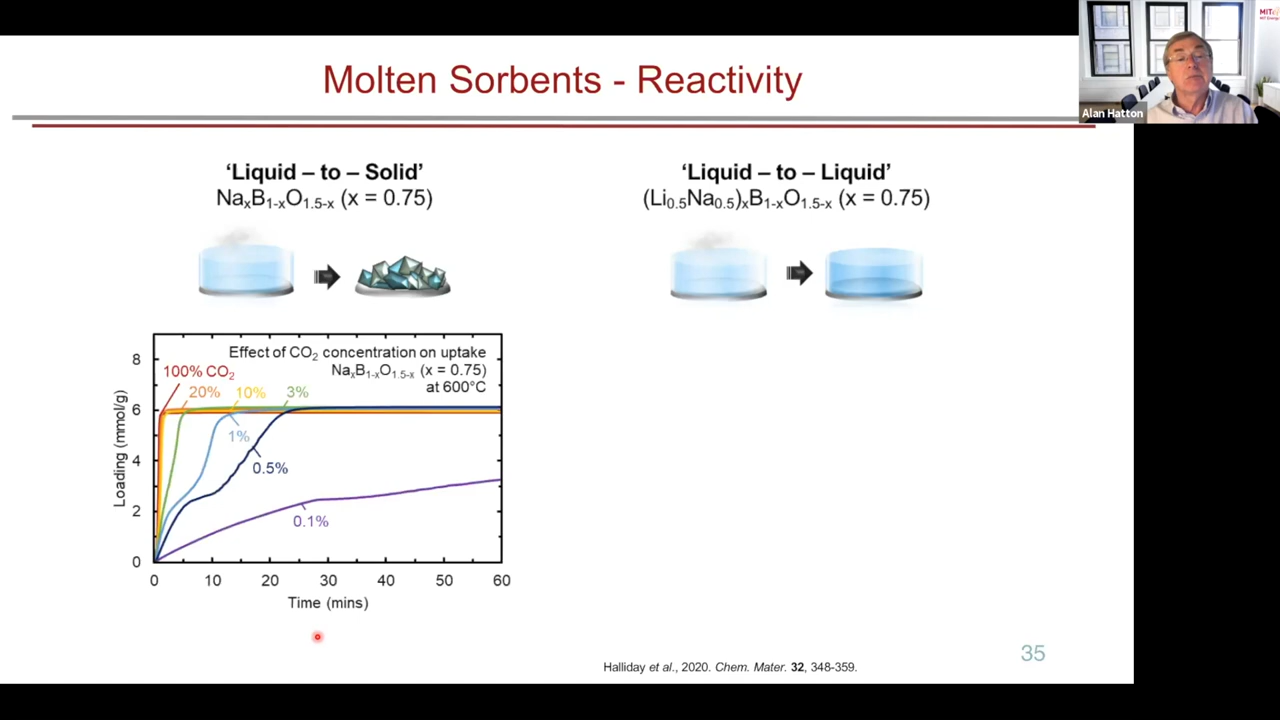 Molten Sorbents - Reactivity
MIT
Alan Hatton
‘Liquid – to – Solid’
NaₓB₁₋ₓO₁.₅₋ₓ (x = 0.75)
‘Liquid – to – Liquid’
(Li₀.₅Na₀.₅)ₓB₁₋ₓO₁.₅₋ₓ (x = 0.75)
Effect of CO₂ concentration on uptake
NaₓB₁₋ₓO₁.₅₋ₓ (x = 0.75)
at 600°C
100% CO₂
20%
10%
3%
1%
0.5%
0.1%
Loading (mmol/g)
8
6
4
2
0
0 10 20 30 40 50 60
Time (mins)
Halliday et al., 2020. Chem. Mater. 32, 348-359.
35